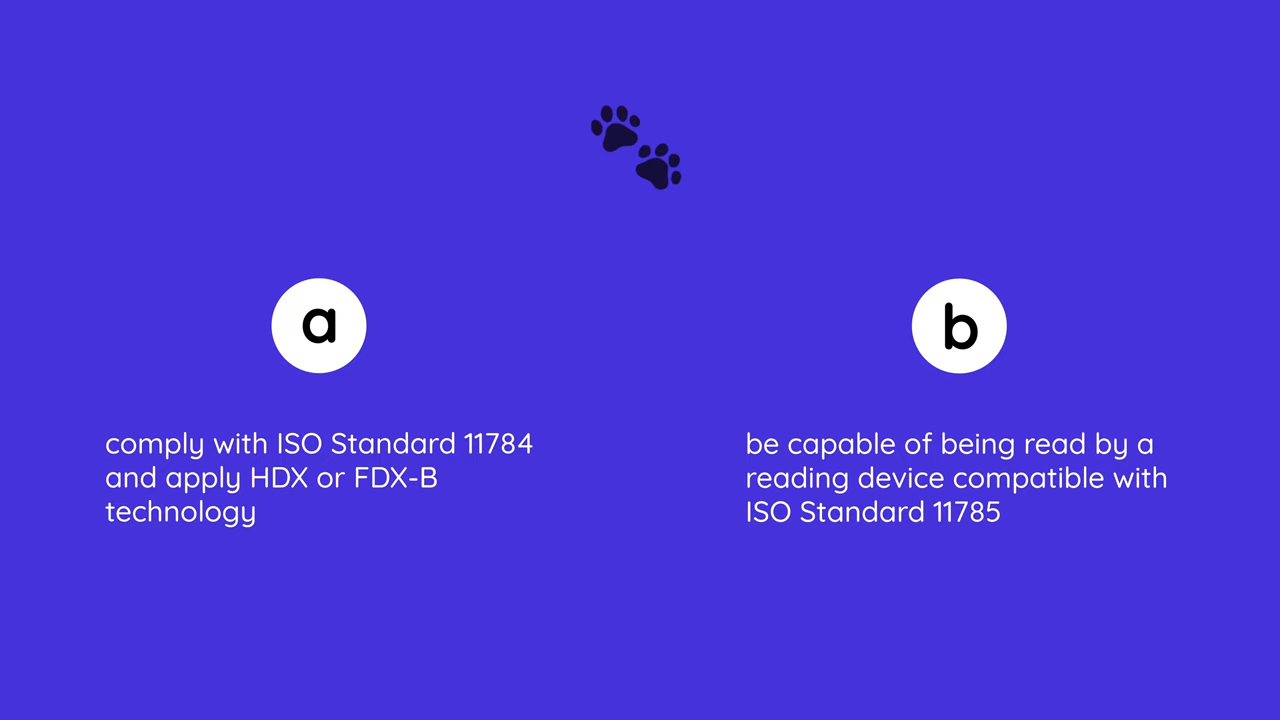 a
comply with ISO Standard 11784
and apply HDX or FDX-B
technology
b
be capable of being read by a
reading device compatible with
ISO Standard 11785